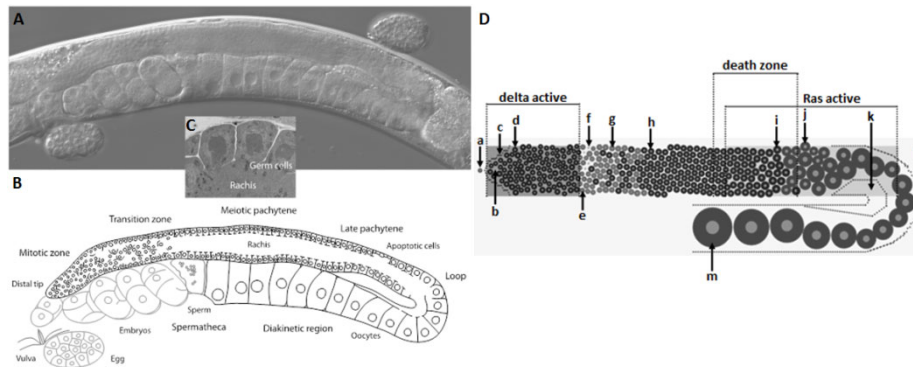 A
C
Germ cells
Rachis
B
Meiotic pachytene
Transition zone
Late pachytene
Rachis
Apoptotic cells
Mitotic zone
Loop
Distal tip
Sperm
Embryos
Spermatheca
Diakinetic region
Oocytes
Vulva
Egg
D
death zone
delta active
Ras active
a
c
d
f
g
h
i
j
k
b
e
m